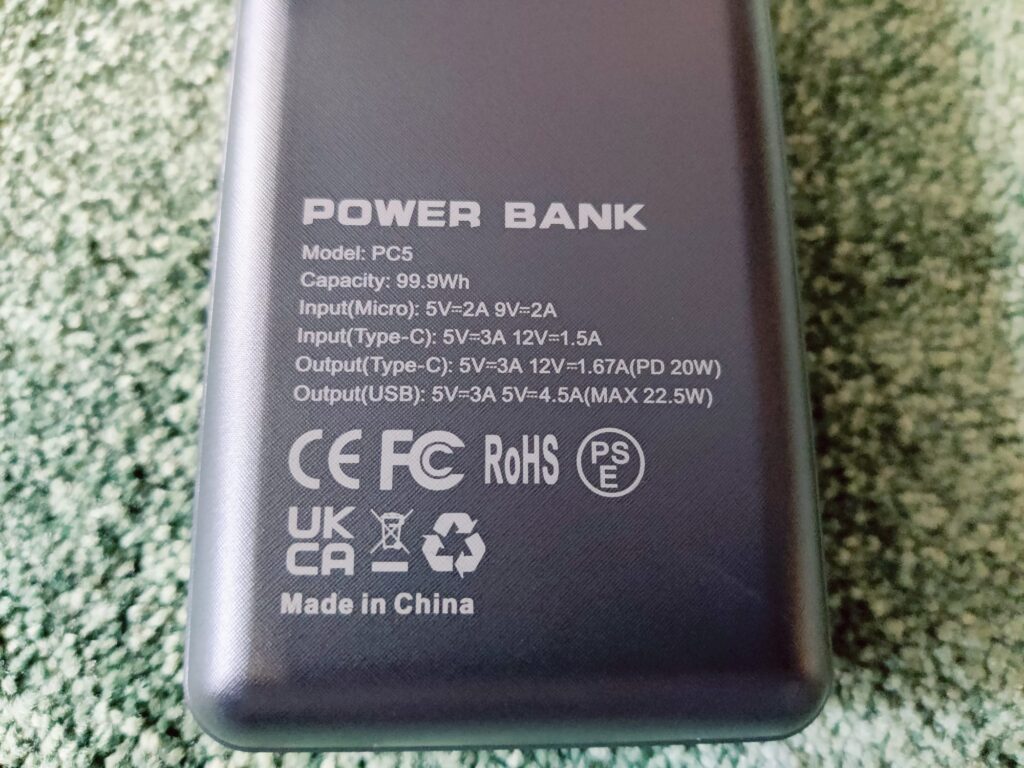 POWER BANK
Model: PC5
Capacity: 99.9Wh
Input(Micro): 5V=2A 9V=2A
Input(Type-C): 5V=3A 12V=1.5A
Output(Type-C): 5V=3A 12V=1.67A(PD 20W)
Output(USB): 5V=3A 5V=4.5A(MAX 22.5W)
CE FC RoHS PSE
UK
CA
Made in China